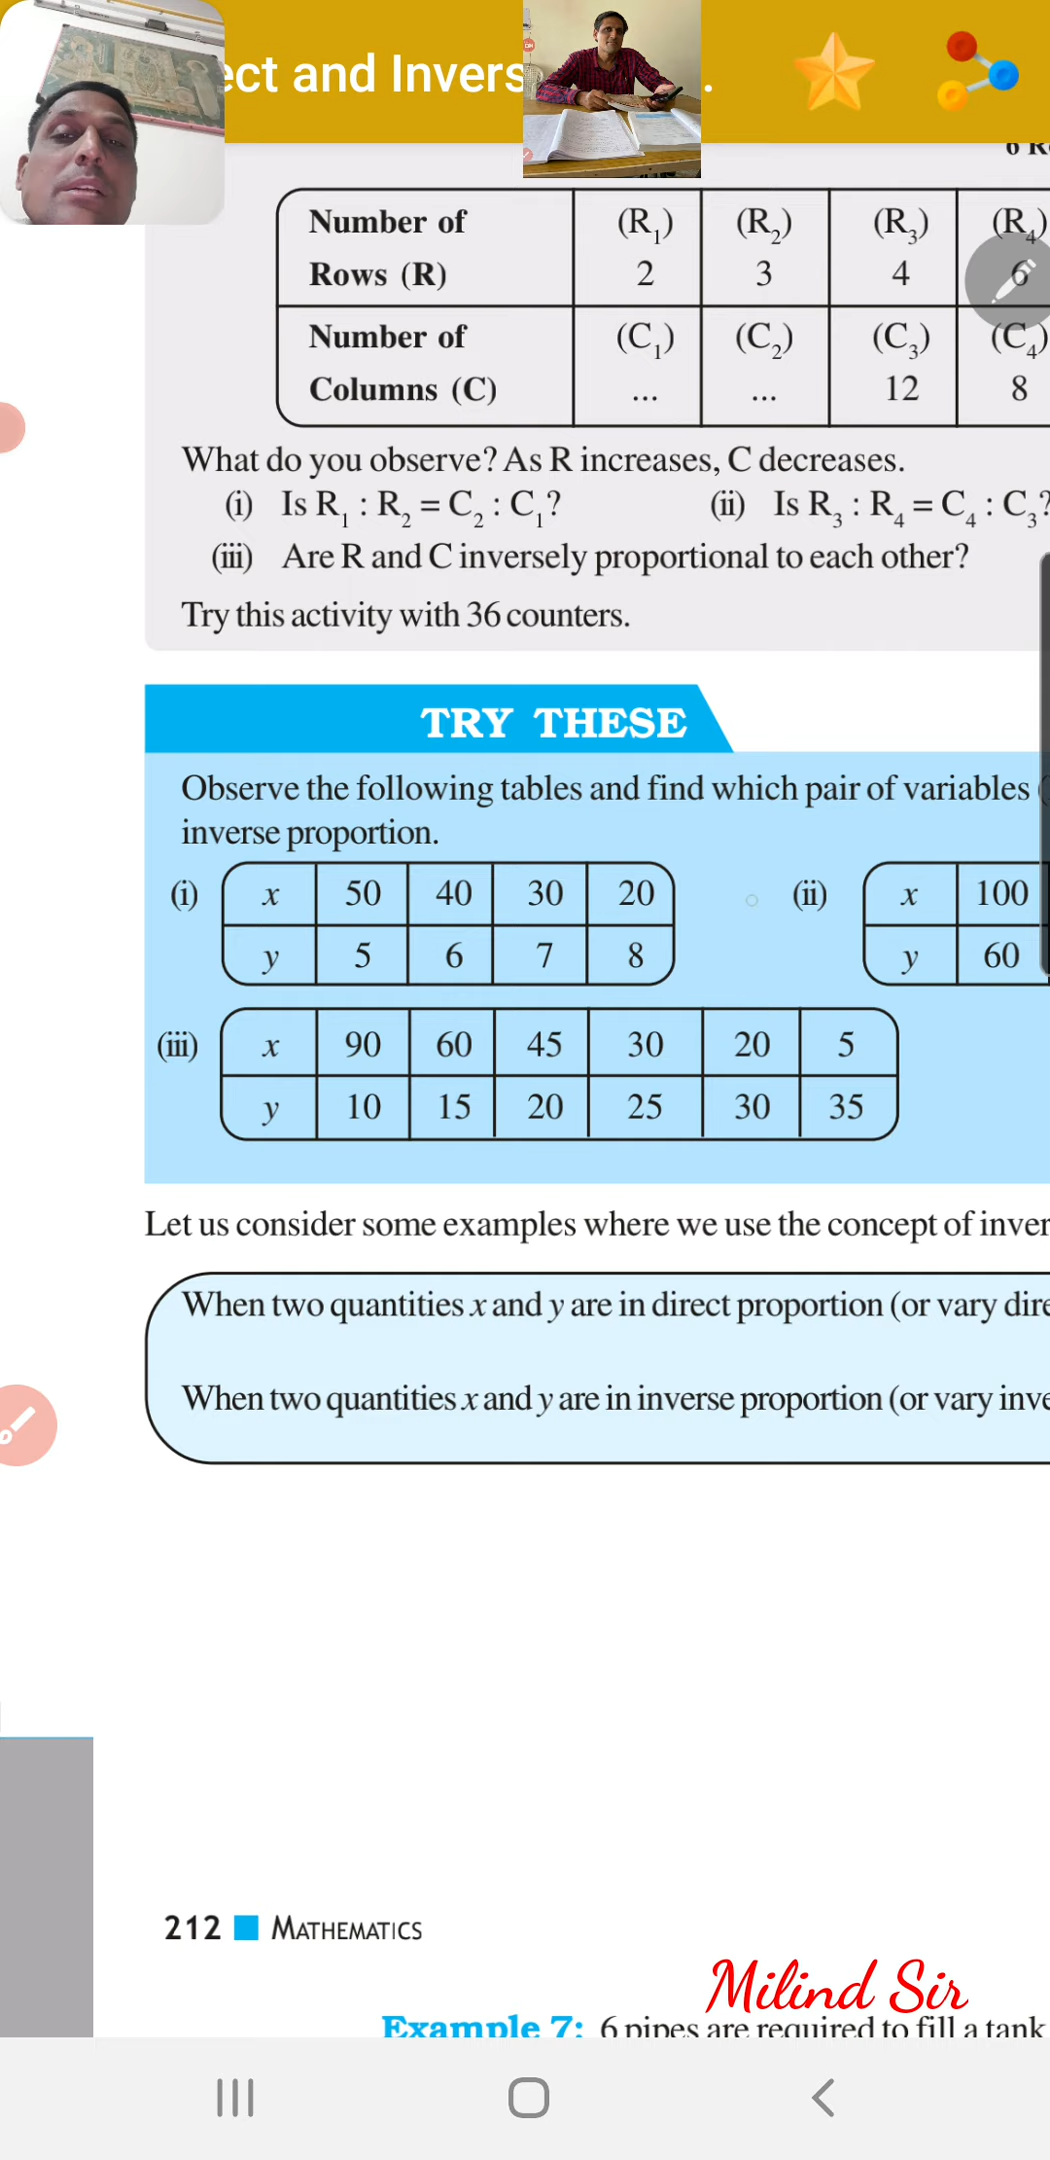 ect and Invers
.
Number of Rows (R) (R1) 2 (R2) 3 (R3) 4 (R4) 6
Number of Columns (C) (C1) ... (C2) ... (C3) 12 (C4) 8
What do you observe? As R increases, C decreases.
(i) Is R1 : R2 = C2 : C1? (ii) Is R3 : R4 = C4 : C3?
(iii) Are R and C inversely proportional to each other?
Try this activity with 36 counters.
TRY THESE
Observe the following tables and find which pair of variables
inverse proportion.
(i) x 50 40 30 20 (ii) x 100
y 5 6 7 8 y 60
(iii) x 90 60 45 30 20 5
y 10 15 20 25 30 35
Let us consider some examples where we use the concept of inver
When two quantities x and y are in direct proportion (or vary dire
When two quantities x and y are in inverse proportion (or vary inve
212 MATHEMATICS
Milind Sir
Example 7: 6 pipes are required to fill a tank